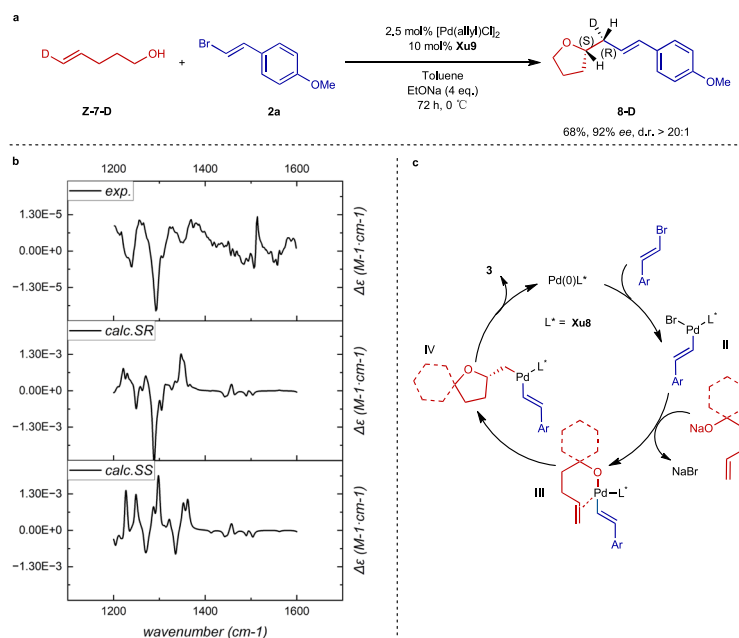 a
D
OH
Z-7-D
+
Br
OMe
2a
2.5 mol% [Pd(allyl)Cl]2
10 mol% Xu9
Toluene
EtONa (4 eq.)
72 h, 0 ℃
D
H
(S)
(R)
O
H
OMe
8-D
68%, 92% ee, d.r. > 20:1
b
1200 1400 1600
exp.
1.30E-5
0.00E+0
-1.30E-5
Δε (M-1·cm-1)
calc.SR
1.30E-3
0.00E+0
-1.30E-3
Δε (M-1·cm-1)
calc.SS
1.30E-3
0.00E+0
-1.30E-3
Δε (M-1·cm-1)
1200 1400 1600
wavenumber (cm-1)
c
3
Pd(0)L*
L* = Xu8
Br
Ar
Br
L*
Pd
II
Ar
NaO
NaBr
III
O
Pd
L*
Ar
IV
O
L*
Pd
Ar